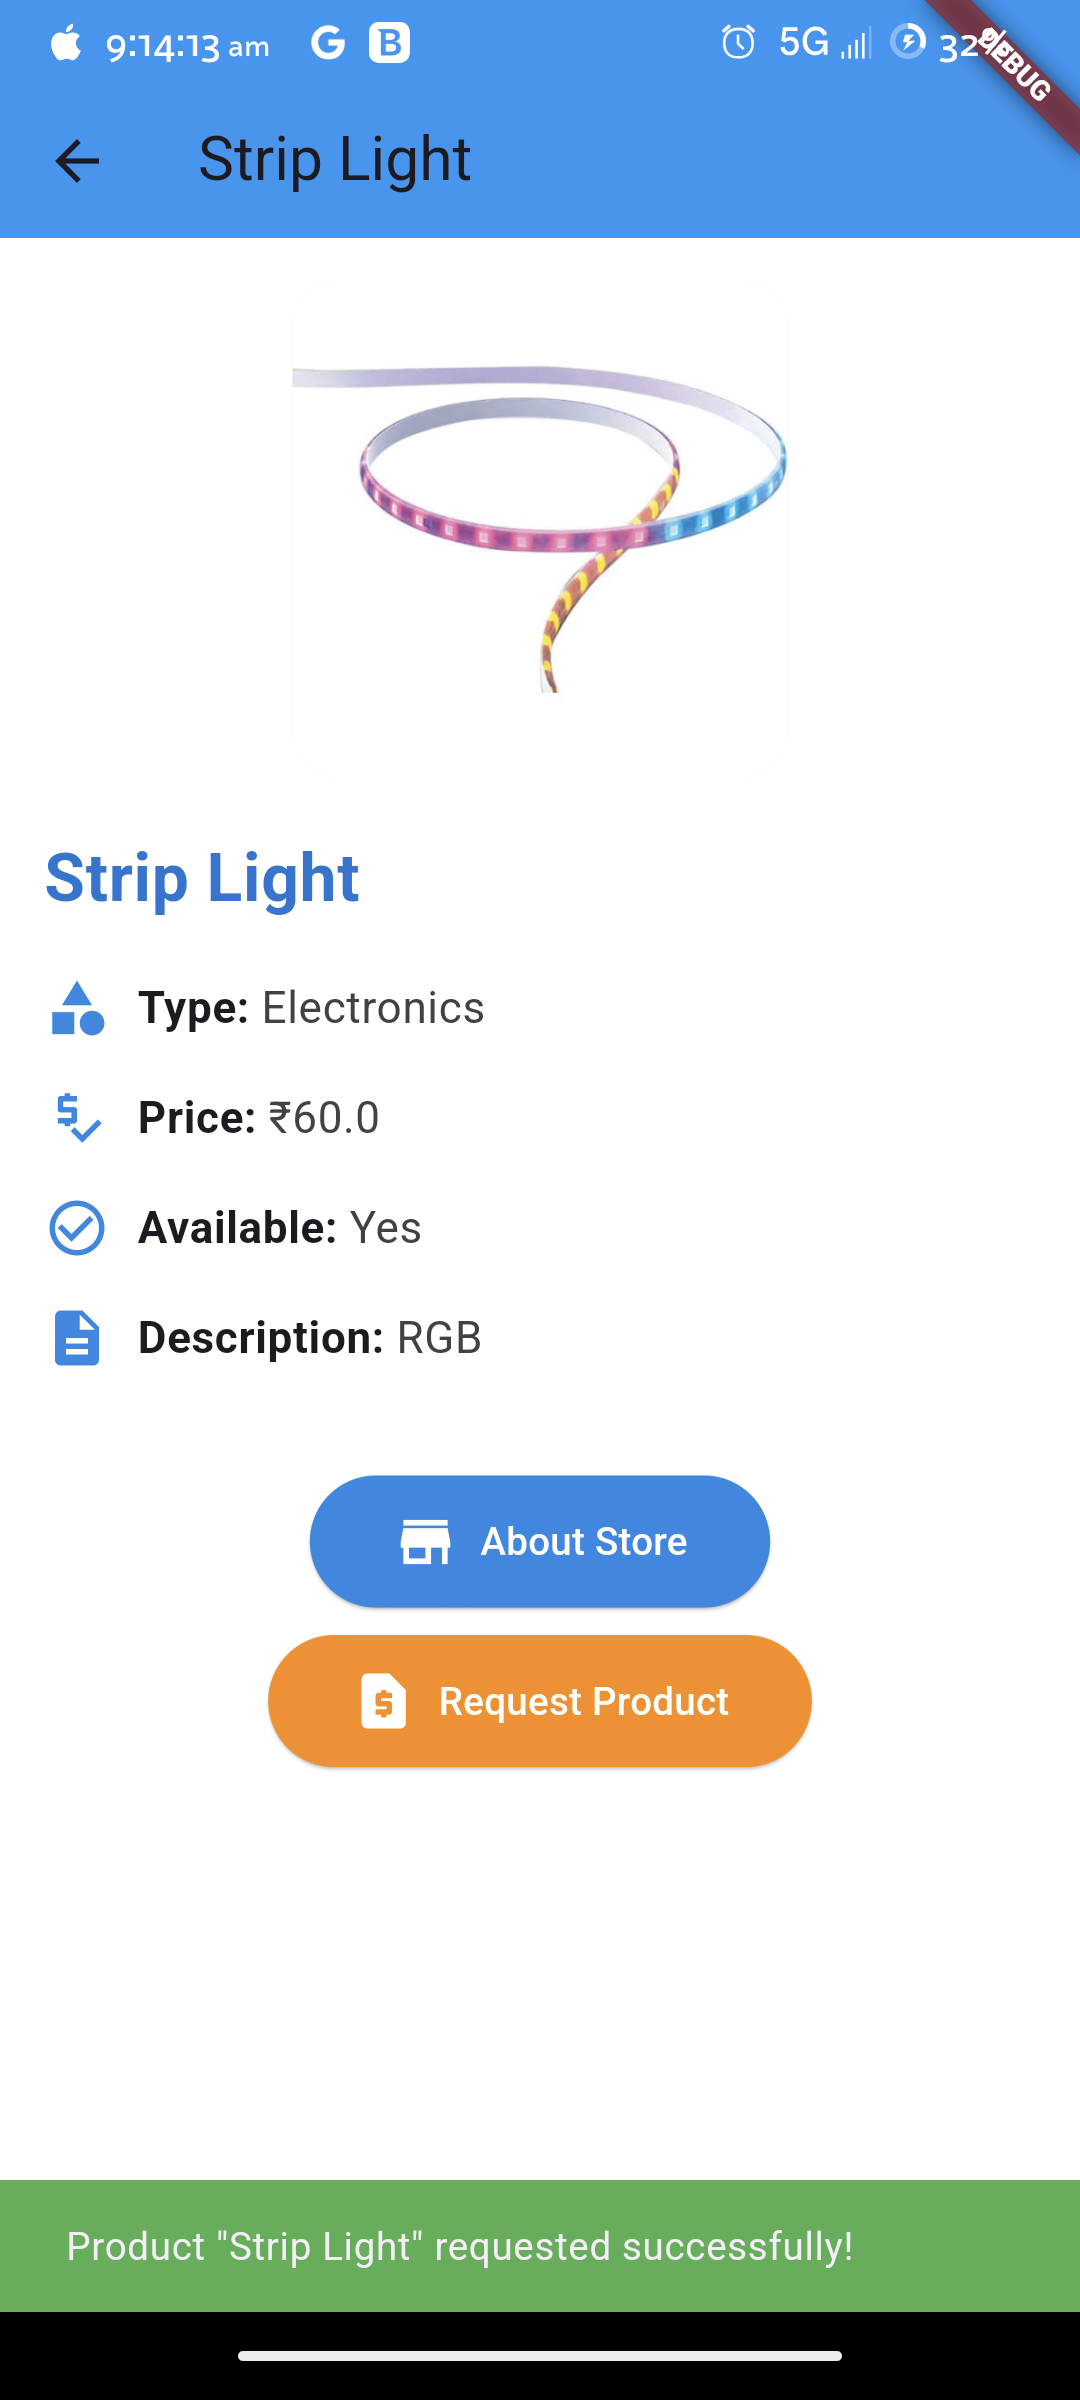 9:14:13 am G B 5G 32
DEBUG
Strip Light
Strip Light
Type: Electronics
Price: ₹60.0
Available: Yes
Description: RGB
About Store
Request Product
Product "Strip Light" requested successfully!